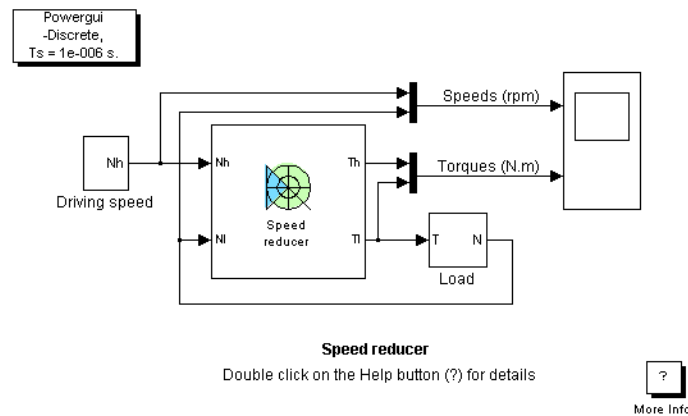 Powergui
-Discrete,
Ts = 1e-006 s.
Speeds (rpm)
Nh
Driving speed
Nh
Th
Torques (N.m)
Speed
reducer
Nl
Tl
T
N
Load
Speed reducer
Double click on the Help button (?) for details
?
More Info